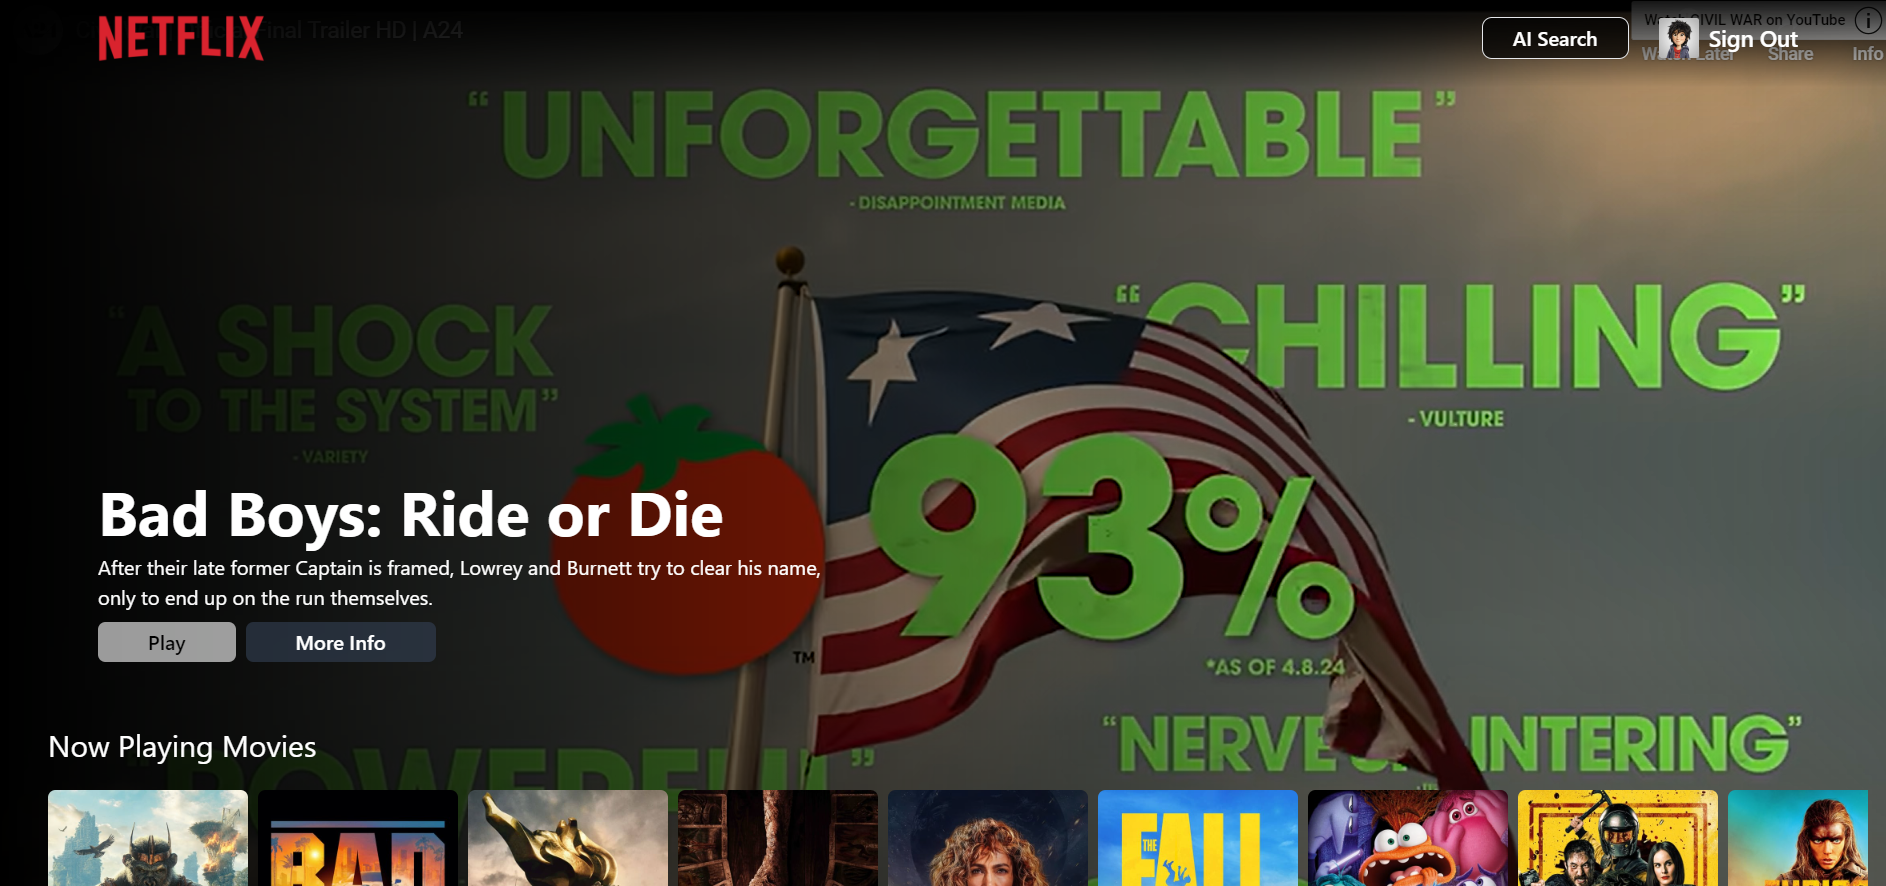 NETFLIX
Final Trailer HD | A24
AI Search
Watch CIVIL WAR on YouTube
Sign Out
Watch Later
Share
Info
“UNFORGETTABLE”
- DISAPPOINTMENT MEDIA
“A SHOCK
TO THE SYSTEM”
- VARIETY
“CHILLING”
- VULTURE
93%
TM
*AS OF 4.8.24
Bad Boys: Ride or Die
After their late former Captain is framed, Lowrey and Burnett try to clear his name,
only to end up on the run themselves.
Play
More Info
Now Playing Movies
“POWERFUL”
“NERVE INTERING”
BAD
THE
FALL